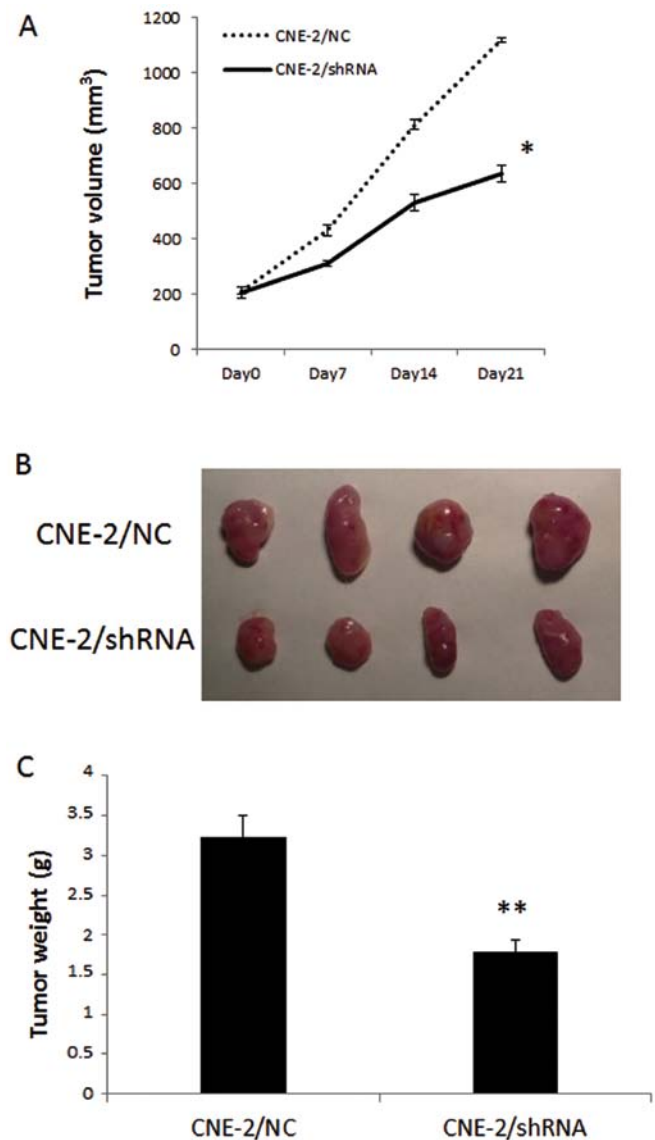 A
Tumor volume (mm³)
1200
1000
800
600
400
200
0
CNE-2/NC
CNE-2/shRNA
*
Day0 Day7 Day14 Day21
B
CNE-2/NC
CNE-2/shRNA
C
Tumor weight (g)
4
3.5
3
2.5
2
1.5
1
0.5
0
**
CNE-2/NC CNE-2/shRNA